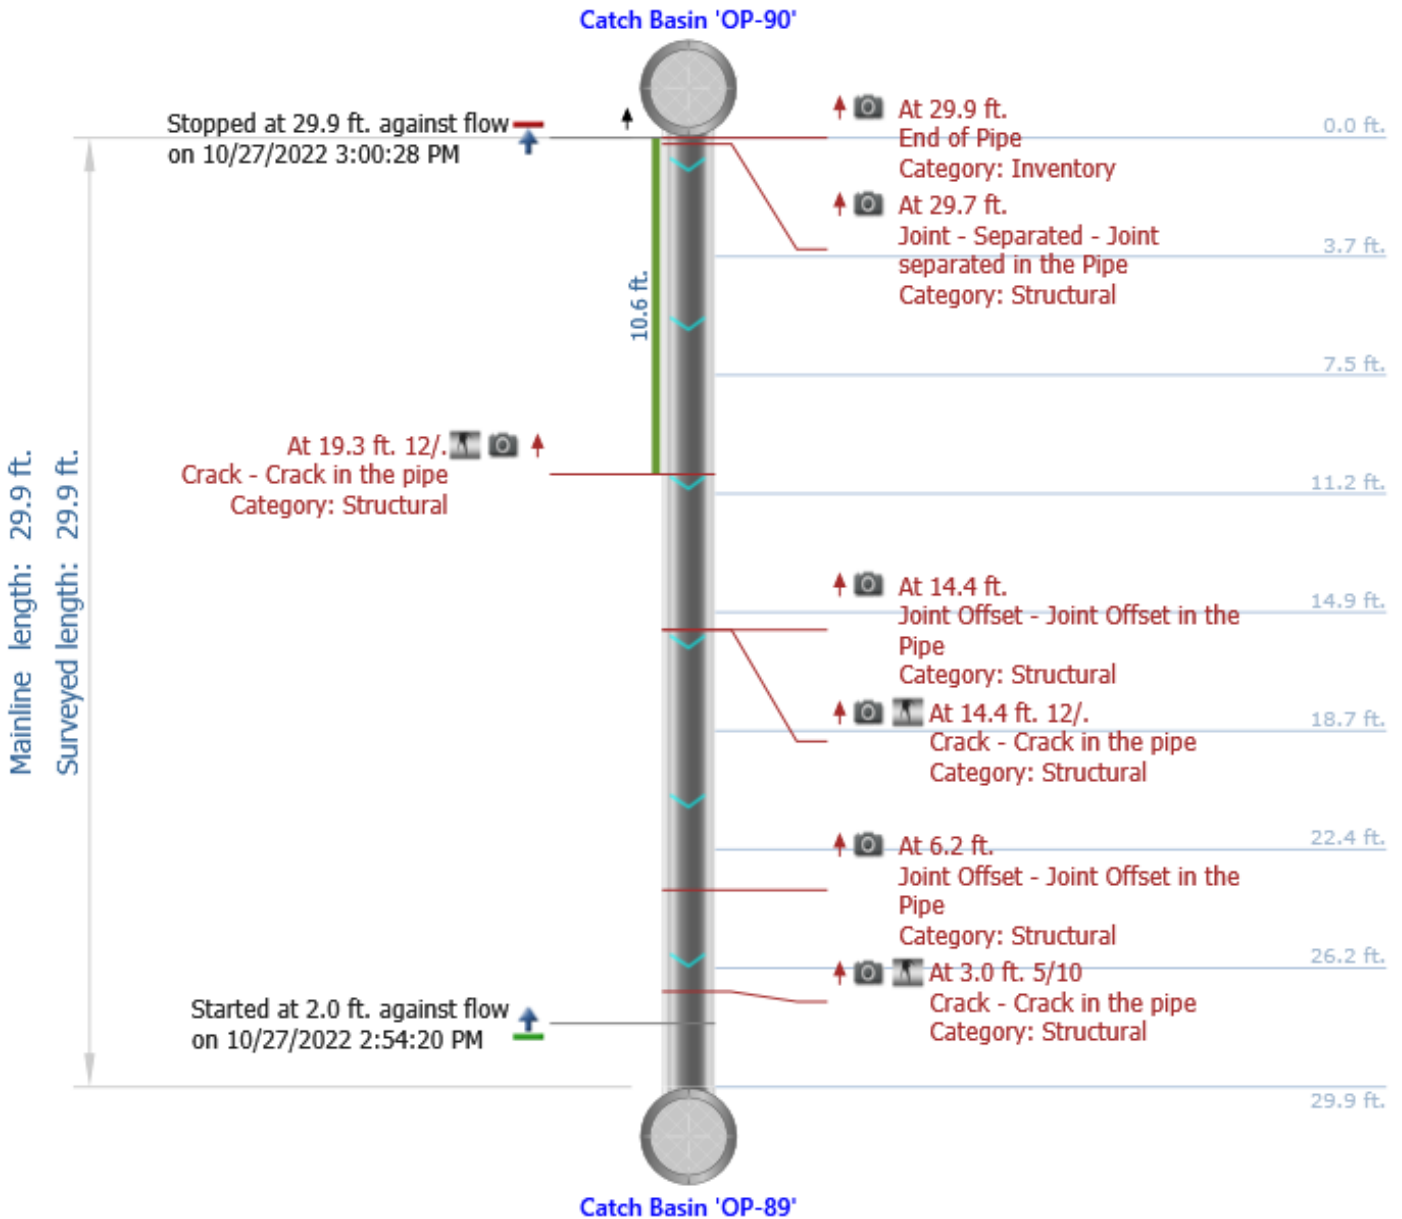 Catch Basin 'OP-90'
Stopped at 29.9 ft. against flow
on 10/27/2022 3:00:28 PM
At 29.9 ft.
End of Pipe
Category: Inventory
0.0 ft.
At 29.7 ft.
Joint - Separated - Joint
separated in the Pipe
Category: Structural
3.7 ft.
10.6 ft.
7.5 ft.
At 19.3 ft. 12/.
Crack - Crack in the pipe
Category: Structural
11.2 ft.
Mainline length: 29.9 ft.
Surveyed length: 29.9 ft.
At 14.4 ft.
Joint Offset - Joint Offset in the
Pipe
Category: Structural
14.9 ft.
At 14.4 ft. 12/.
Crack - Crack in the pipe
Category: Structural
18.7 ft.
At 6.2 ft.
Joint Offset - Joint Offset in the
Pipe
Category: Structural
22.4 ft.
At 3.0 ft. 5/10
Crack - Crack in the pipe
Category: Structural
26.2 ft.
Started at 2.0 ft. against flow
on 10/27/2022 2:54:20 PM
29.9 ft.
Catch Basin 'OP-89'